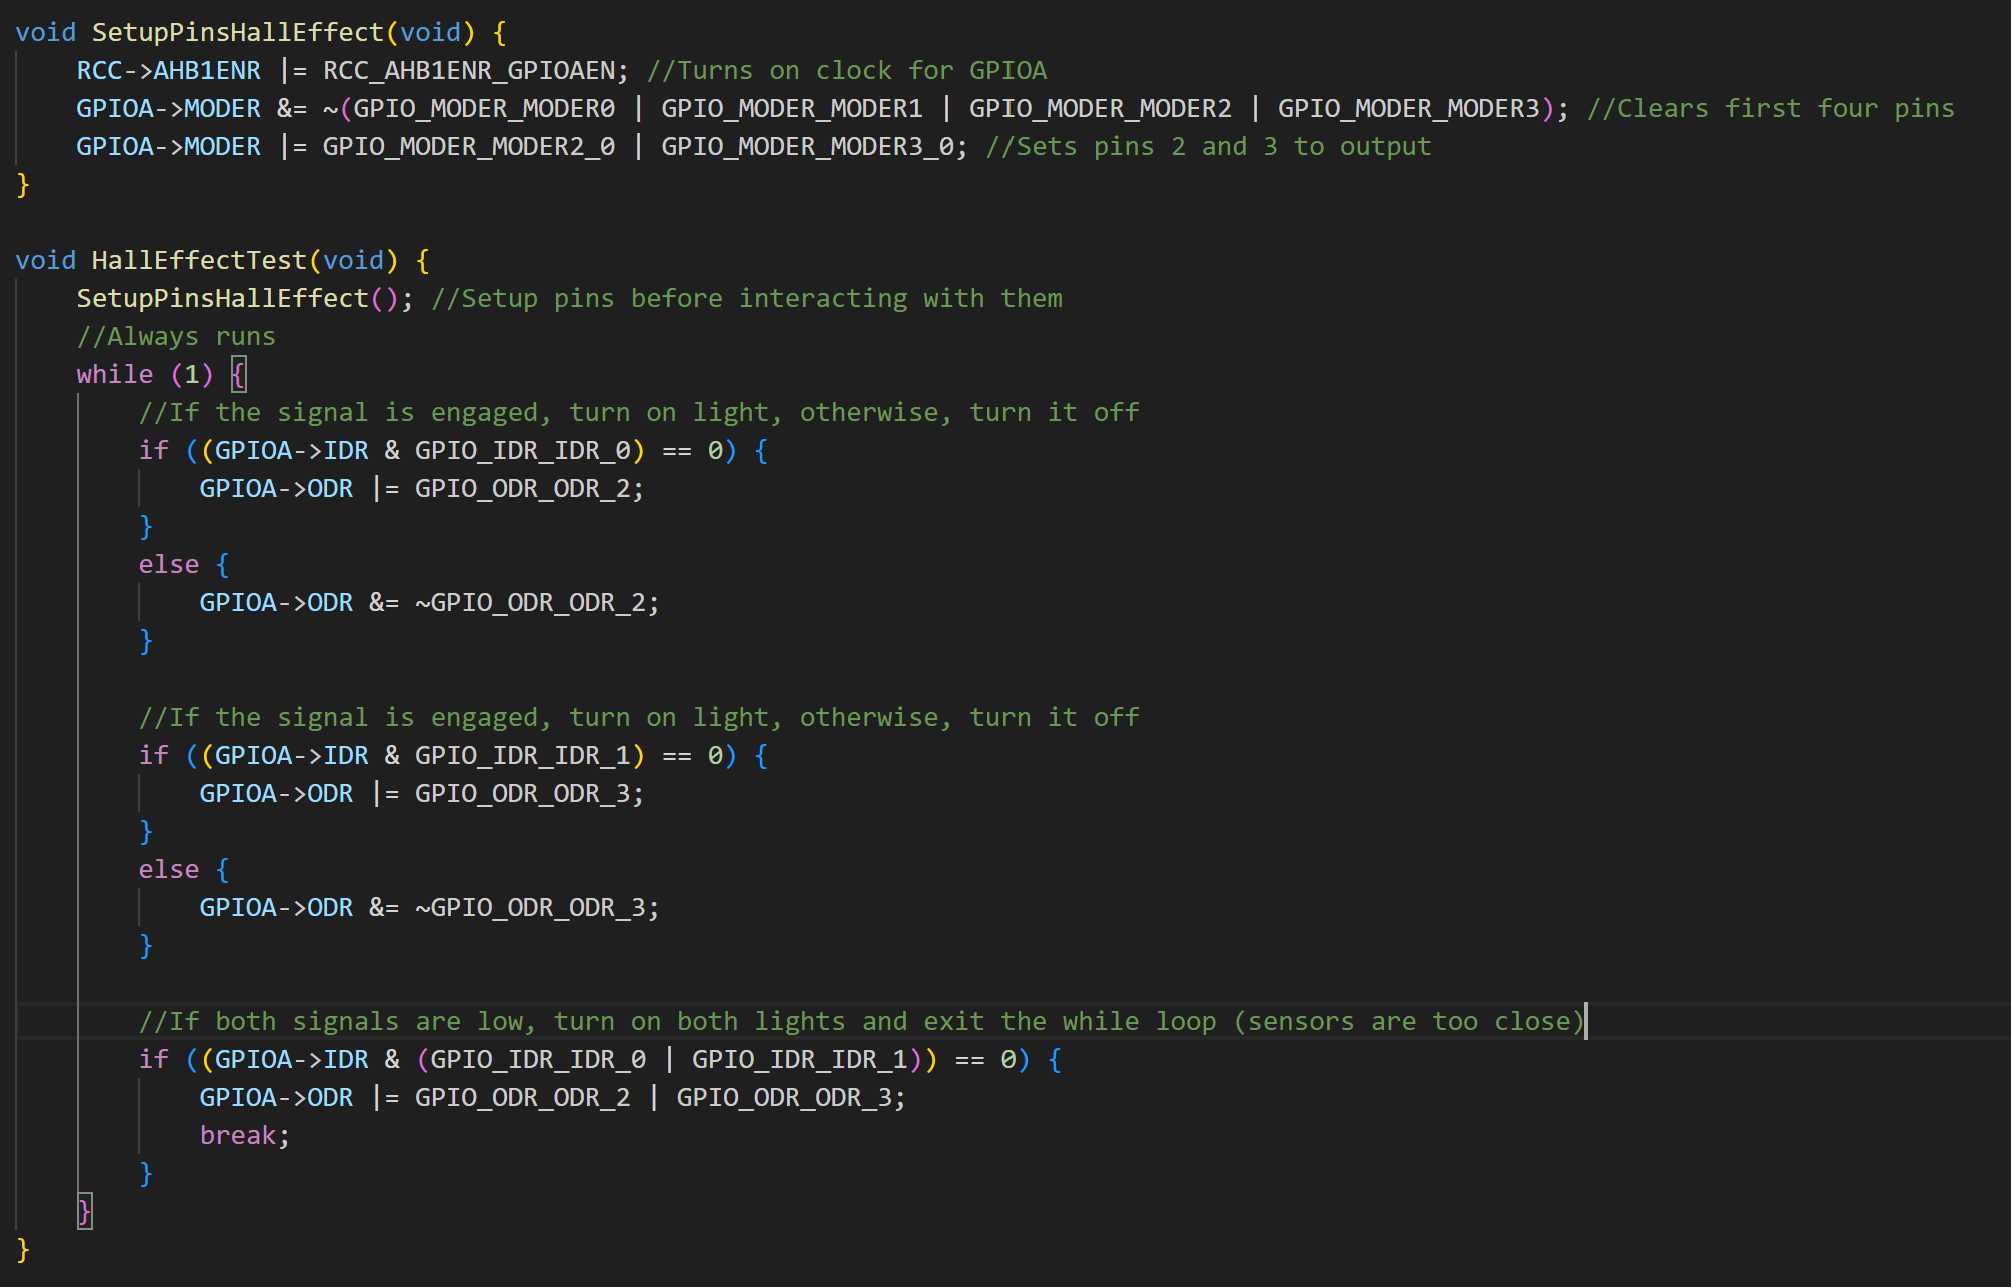 void SetupPinsHallEffect(void) {
    RCC->AHB1ENR |= RCC_AHB1ENR_GPIOAEN; //Turns on clock for GPIOA
    GPIOA->MODER &= ~(GPIO_MODER_MODER0 | GPIO_MODER_MODER1 | GPIO_MODER_MODER2 | GPIO_MODER_MODER3); //Clears first four pins
    GPIOA->MODER |= GPIO_MODER_MODER2_0 | GPIO_MODER_MODER3_0; //Sets pins 2 and 3 to output
}

void HallEffectTest(void) {
    SetupPinsHallEffect(); //Setup pins before interacting with them
    //Always runs
    while (1) {
        //If the signal is engaged, turn on light, otherwise, turn it off
        if ((GPIOA->IDR & GPIO_IDR_IDR_0) == 0) {
            GPIOA->ODR |= GPIO_ODR_ODR_2;
        }
        else {
            GPIOA->ODR &= ~GPIO_ODR_ODR_2;
        }

        //If the signal is engaged, turn on light, otherwise, turn it off
        if ((GPIOA->IDR & GPIO_IDR_IDR_1) == 0) {
            GPIOA->ODR |= GPIO_ODR_ODR_3;
        }
        else {
            GPIOA->ODR &= ~GPIO_ODR_ODR_3;
        }

        //If both signals are low, turn on both lights and exit the while loop (sensors are too close)
        if ((GPIOA->IDR & (GPIO_IDR_IDR_0 | GPIO_IDR_IDR_1)) == 0) {
            GPIOA->ODR |= GPIO_ODR_ODR_2 | GPIO_ODR_ODR_3;
            break;
        }
    }
}